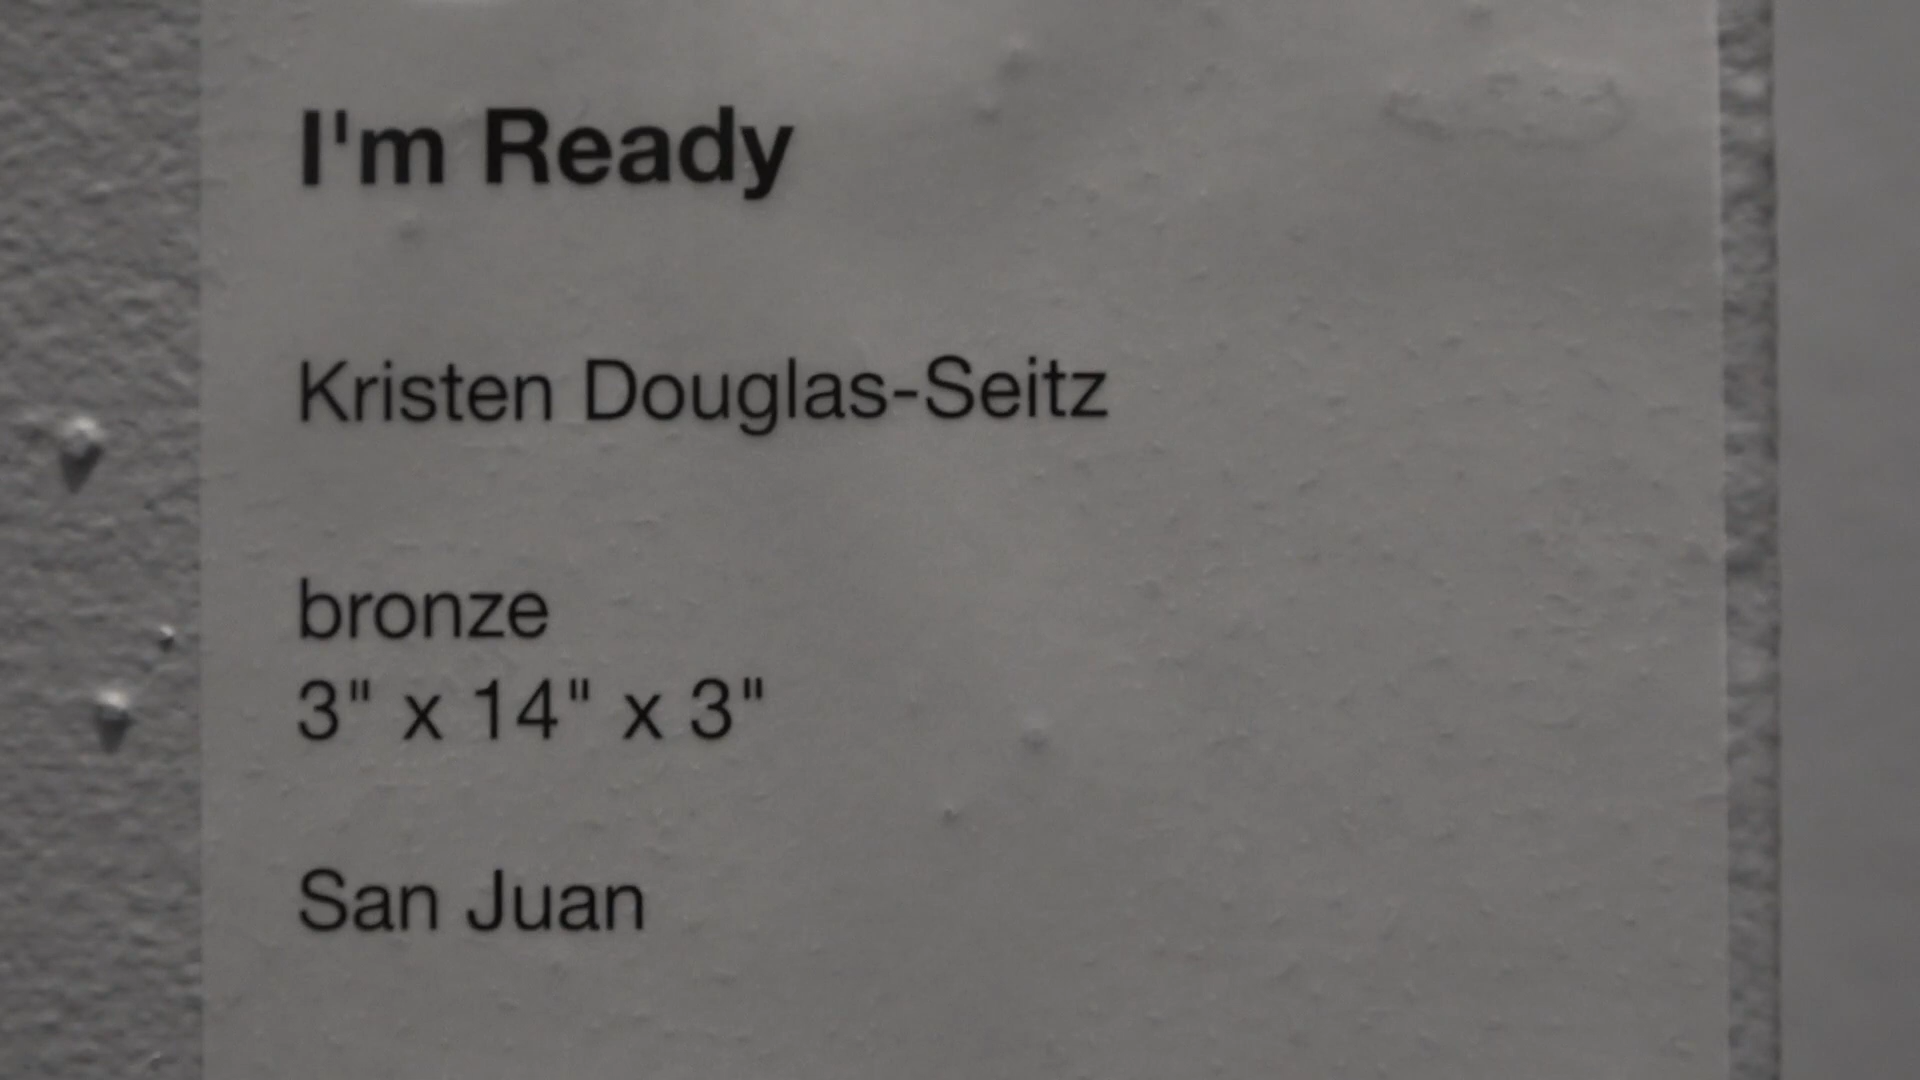 I'm Ready
Kristen Douglas-Seitz
bronze
3" x 14" x 3"
San Juan